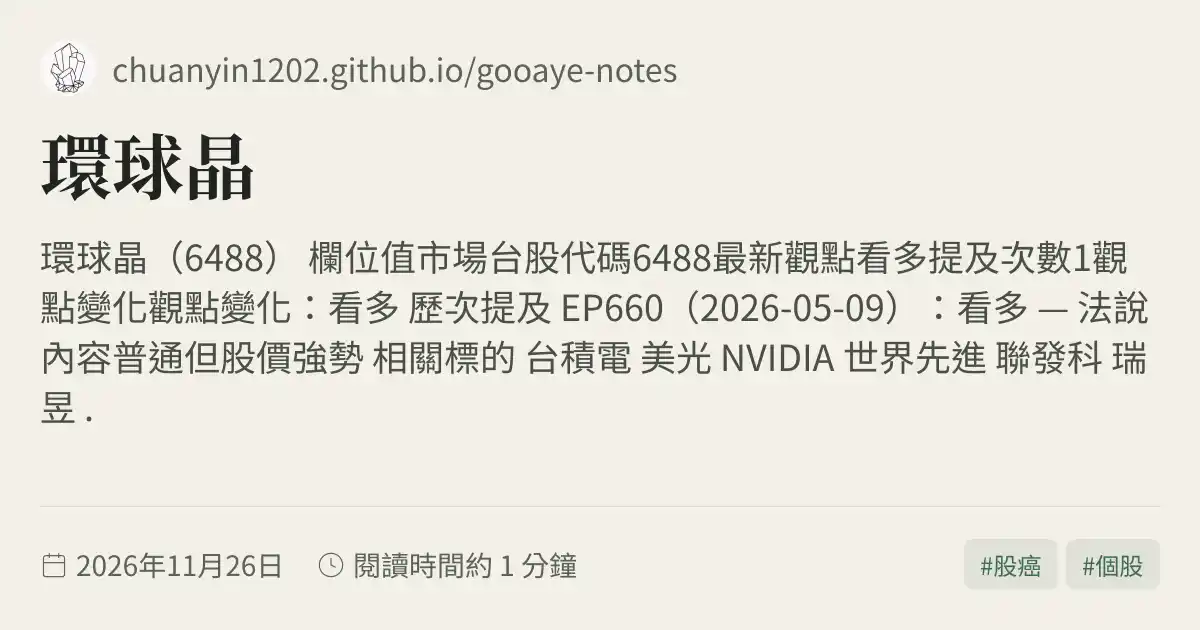 chuanyin1202.github.io/gooaye-notes
環球晶
環球晶（6488） 欄位值市場台股代碼6488最新觀點看多提及次數1觀
點變化觀點變化：看多 歷次提及 EP660（2026-05-09）：看多 — 法說
內容普通但股價強勢 相關標的 台積電 美光 NVIDIA 世界先進 聯發科 瑞
昱 .
2026年11月26日 閱讀時間約 1 分鐘 #股癌 #個股